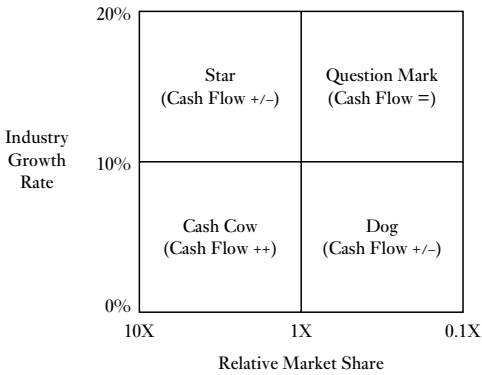 20%
Star
(Cash Flow +/–)
Question Mark
(Cash Flow =)
Industry
Growth
Rate
10%
Cash Cow
(Cash Flow ++)
Dog
(Cash Flow +/–)
0%
10X
1X
0.1X
Relative Market Share